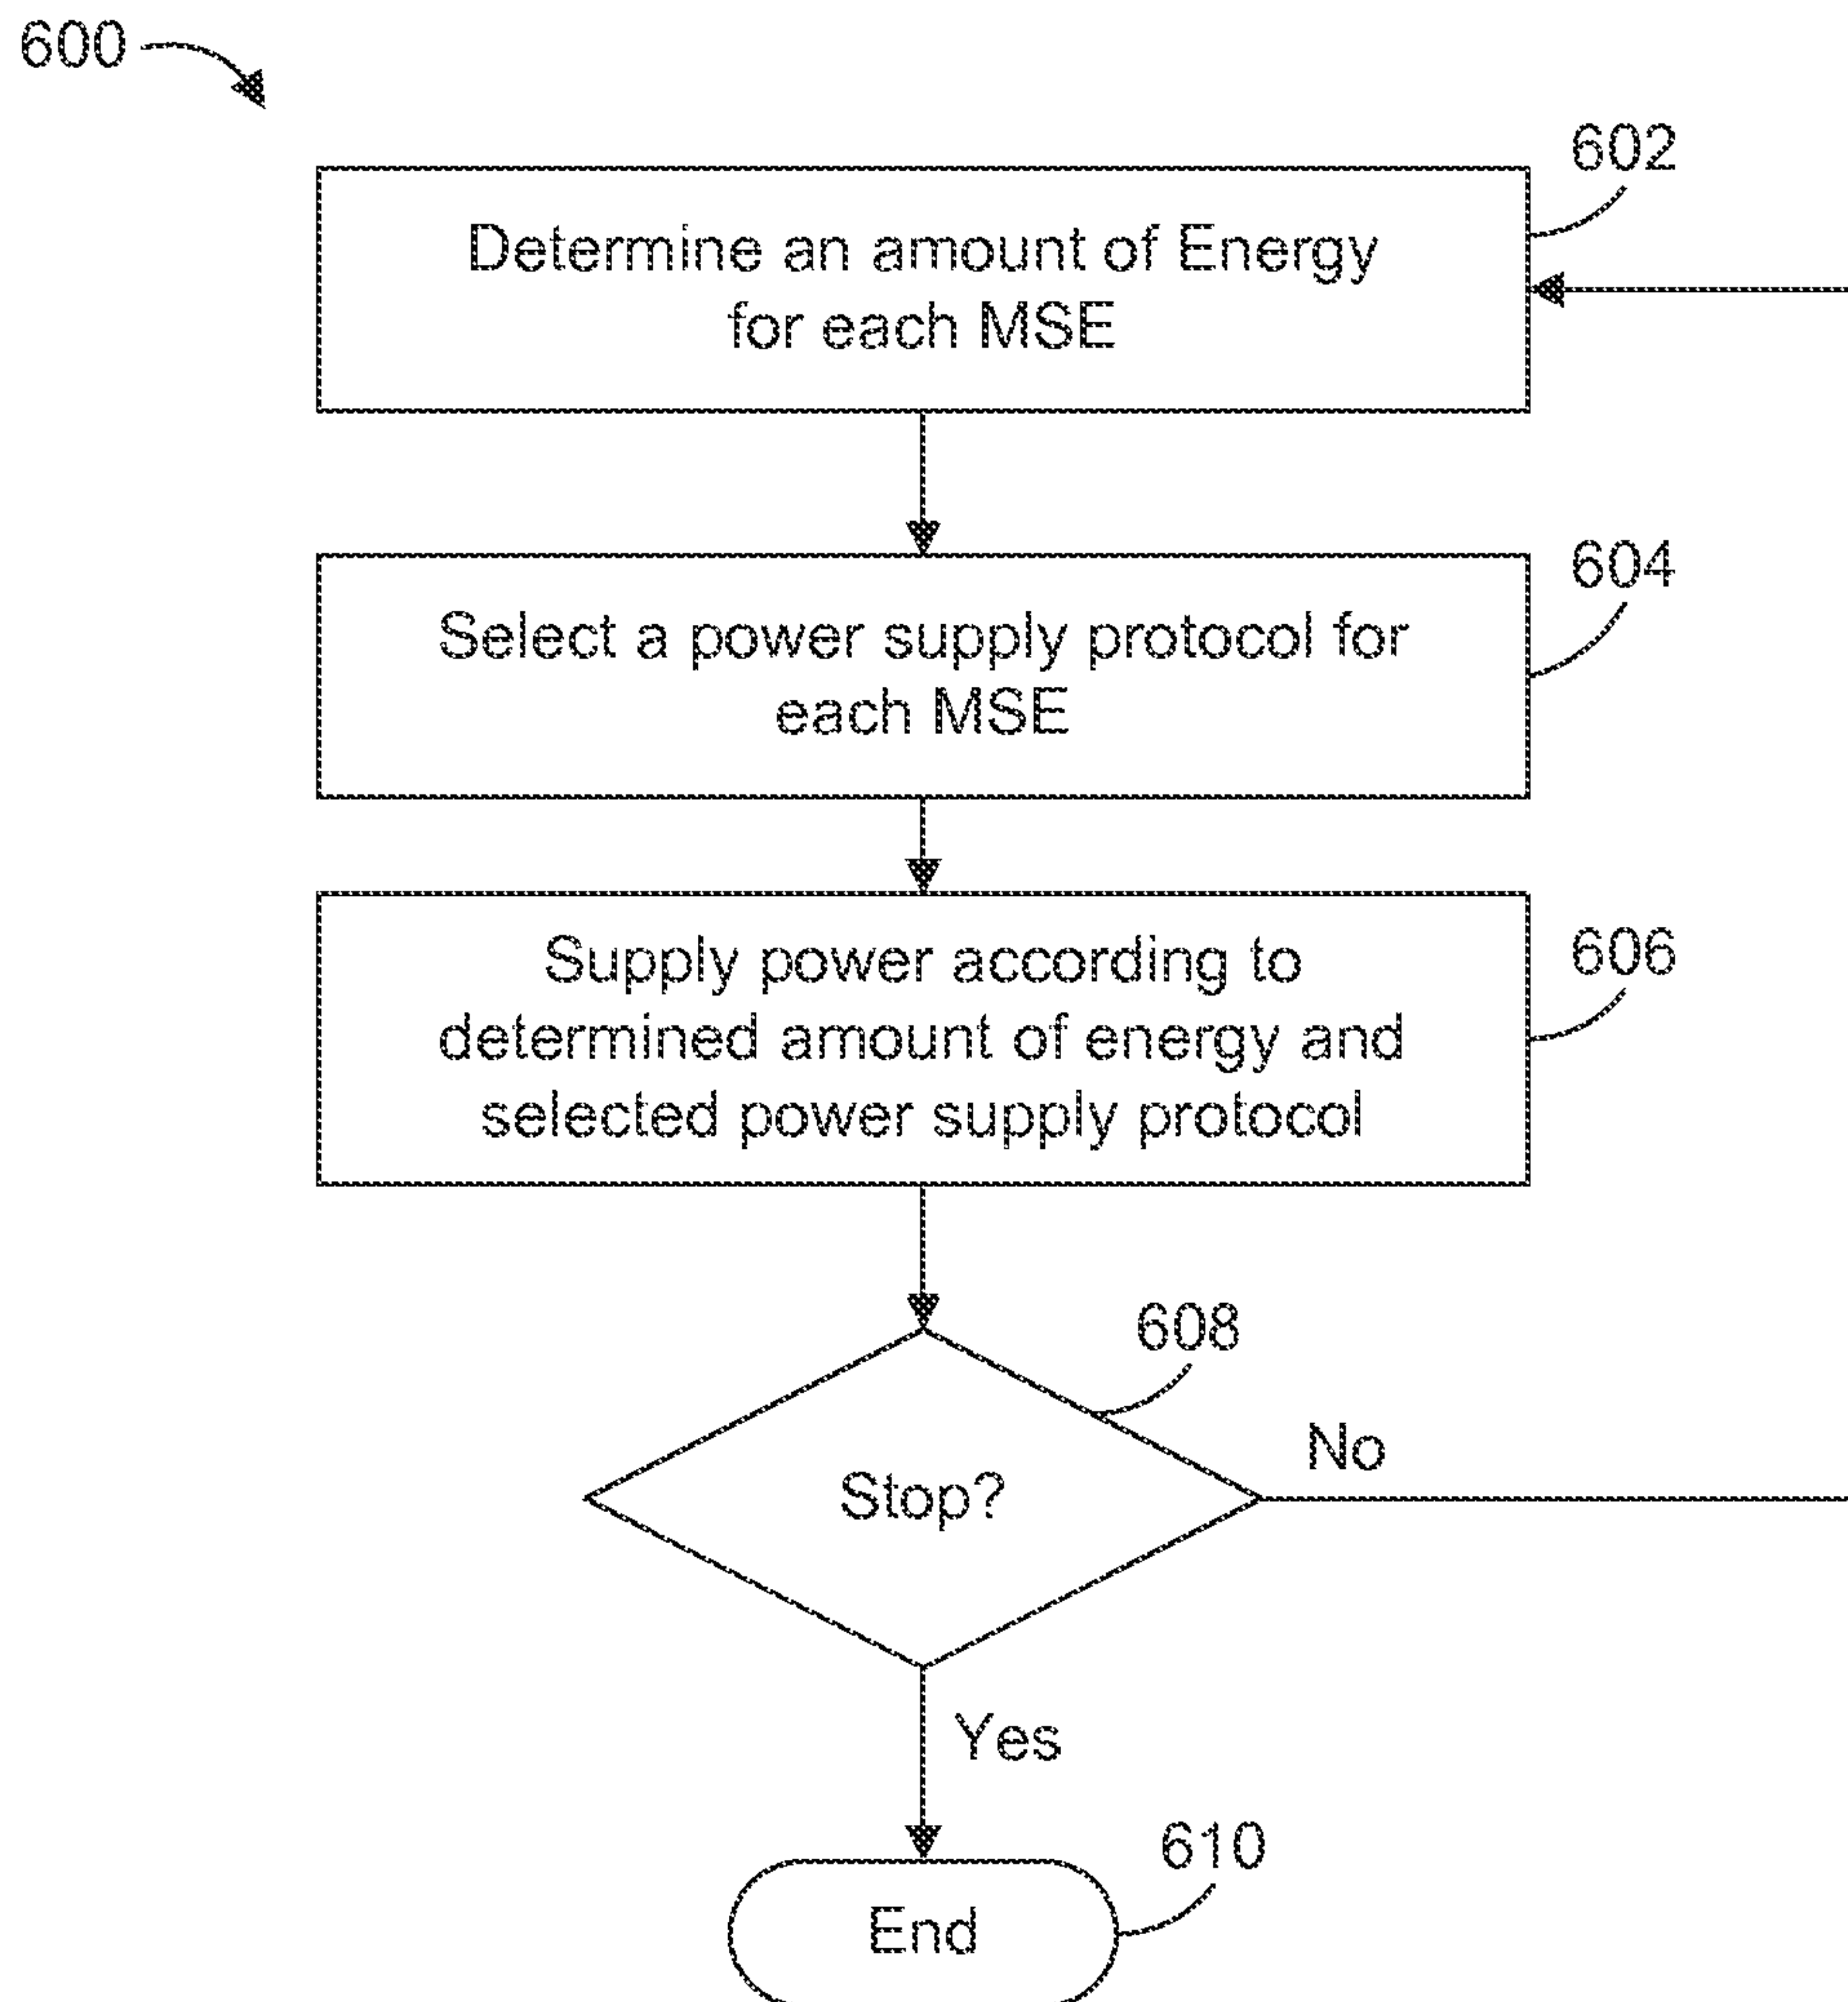 600
602
Determine an amount of Energy
for each MSE
604
Select a power supply protocol for
each MSE
606
Supply power according to
determined amount of energy and
selected power supply protocol
608
Stop?
No
Yes
610
End